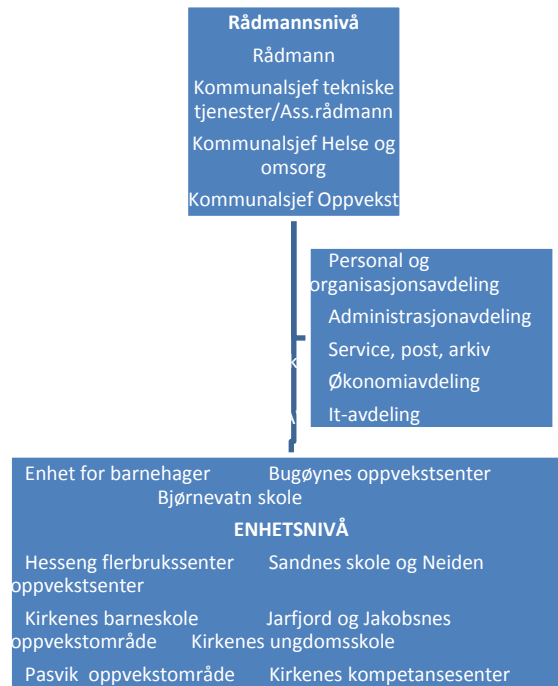 Rådmannsnivå
Rådmann
Kommunalsjef tekniske
tjenester/Ass.rådmann
Kommunalsjef Helse og
omsorg
Kommunalsjef Oppvekst
Personal og
organisasjonsavdeling
Administrasjonavdeling
Service, post, arkiv
Økonomiavdeling
It-avdeling
Enhet for barnehager Bugøynes oppvekstsenter
Bjørnevatn skole
ENHETSNIVÅ
Hesseng flerbrukssenter Sandnes skole og Neiden
oppvekstsenter
Kirkenes barneskole Jarfjord og Jakobsnes
oppvekstområde Kirkenes ungdomsskole
Pasvik oppvekstområde Kirkenes kompetansesenter